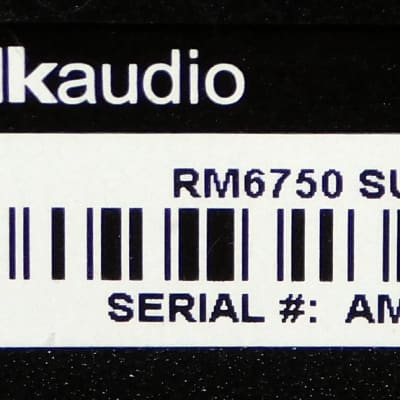 lkaudio
RM6750 SU
SERIAL #: AM